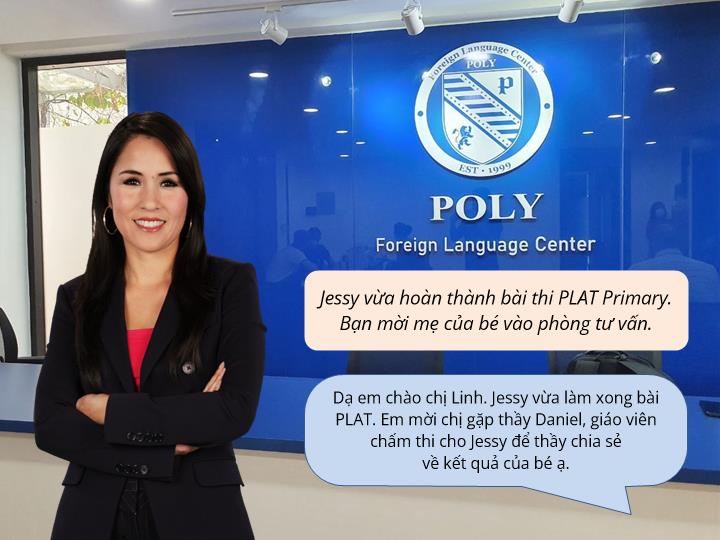 Foreign Language Center
POLY
P
EST • 1999
POLY
Foreign Language Center
Jessy vừa hoàn thành bài thi PLAT Primary.
Bạn mời mẹ của bé vào phòng tư vấn.
Dạ em chào chị Linh. Jessy vừa làm xong bài
PLAT. Em mời chị gặp thầy Daniel, giáo viên
chấm thi cho Jessy để thầy chia sẻ
về kết quả của bé ạ.